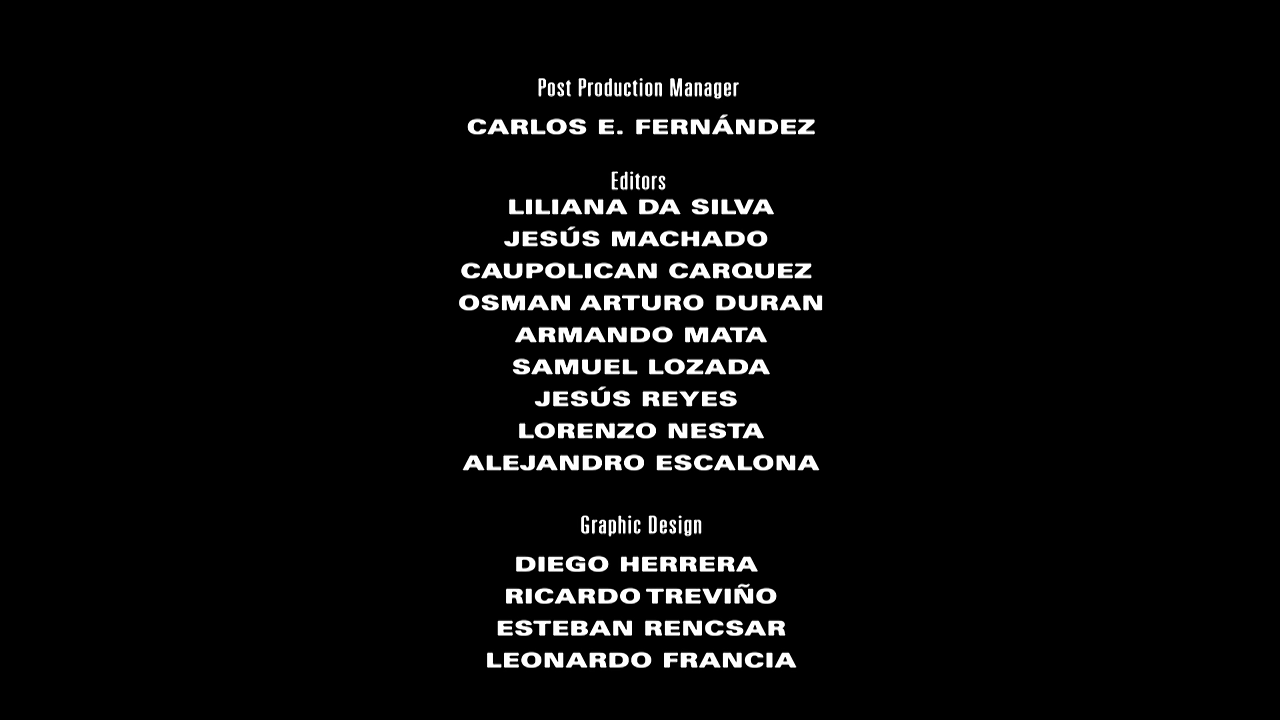 Post Production Manager
CARLOS E. FERNÁNDEZ
Editors
LILIANA DA SILVA
JESÚS MACHADO
CAUPOLICAN CARQUEZ
OSMAN ARTURO DURAN
ARMANDO MATA
SAMUEL LOZADA
JESÚS REYES
LORENZO NESTA
ALEJANDRO ESCALONA
Graphic Design
DIEGO HERRERA
RICARDO TREVIÑO
ESTEBAN RENCSAR
LEONARDO FRANCIA